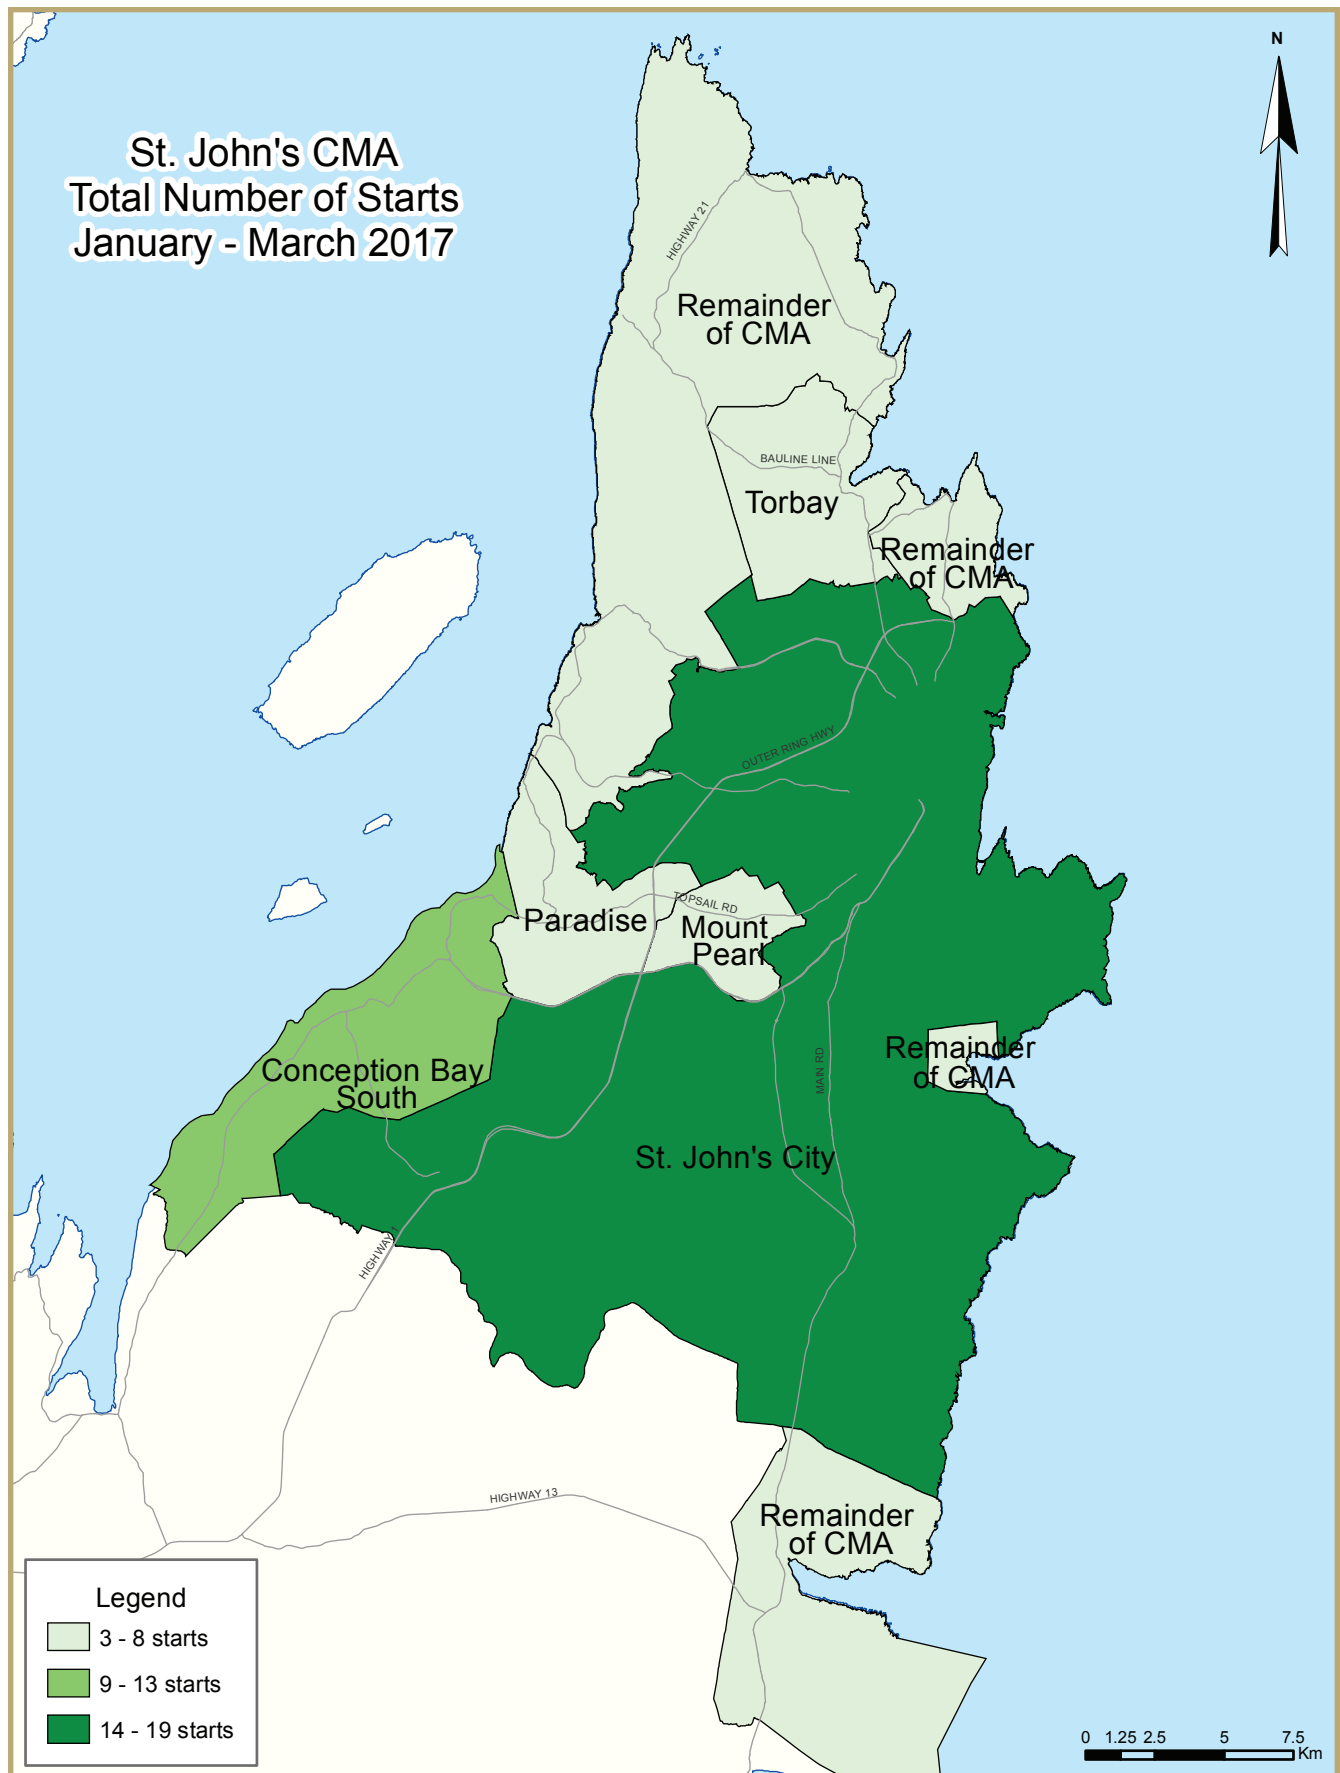 N
St. John's CMA
Total Number of Starts
January - March 2017
HIGHWAY 21
Remainder
of CMA
BAULINE LINE
Torbay
Remainder
of CMA
OUTER RING HWY
TOPSAIL RD
Paradise
Mount
Pearl
Remainder
of CMA
MAIN RD
Conception Bay
South
St. John's City
HIGHWAY 1
HIGHWAY 13
Remainder
of CMA
Legend
3 - 8 starts
9 - 13 starts
14 - 19 starts
0 1.25 2.5 5 7.5
Km